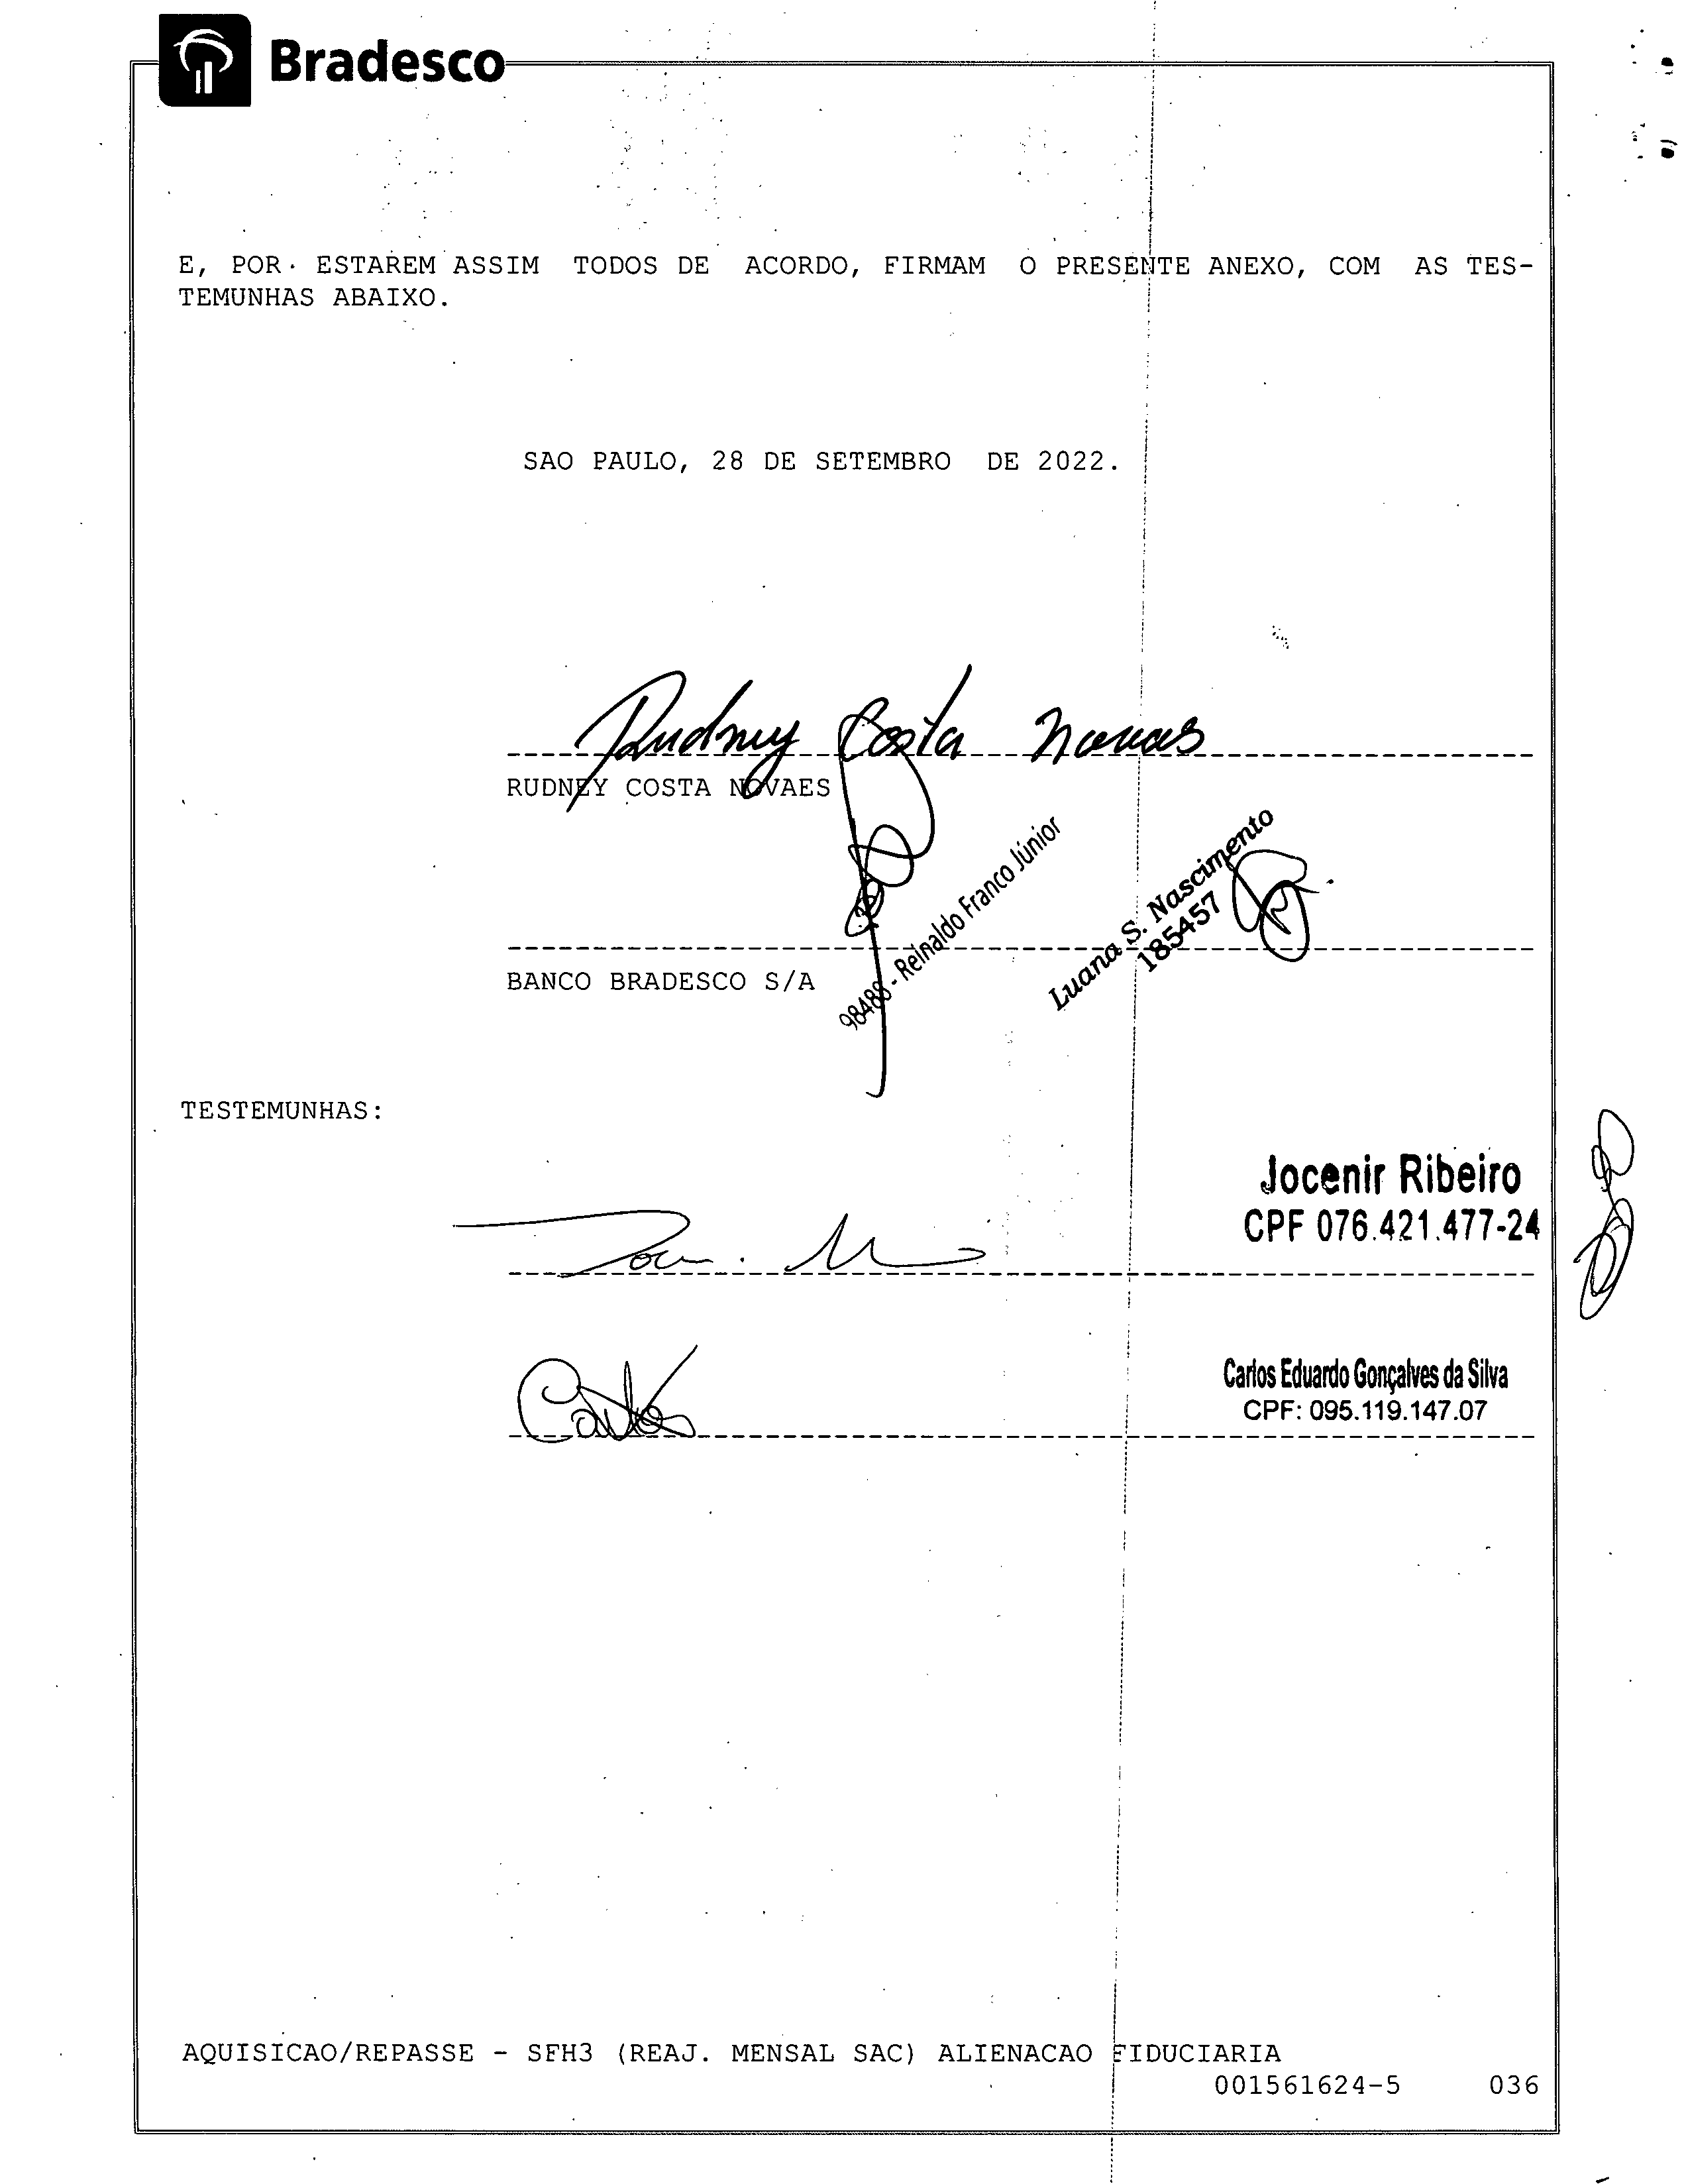 Bradesco
E, POR ESTAREM ASSIM TODOS DE ACORDO, FIRMAM O PRESENTE ANEXO, COM AS TES-
TEMUNHAS ABAIXO.
SAO PAULO, 28 DE SETEMBRO DE 2022.
Rudney Costa Novaes
RUDNEY COSTA NOVAES
98488 - Reinaldo Franco Júnior
Luana S. Nascimento
185457
BANCO BRADESCO S/A
TESTEMUNHAS:
Jocenir Ribeiro
CPF 076.421.477-24
Carlos Eduardo Gonçalves da Silva
CPF: 095.119.147.07
Carlos
AQUISICAO/REPASSE - SFH3 (REAJ. MENSAL SAC) ALIENACAO FIDUCIARIA
001561624-5 036